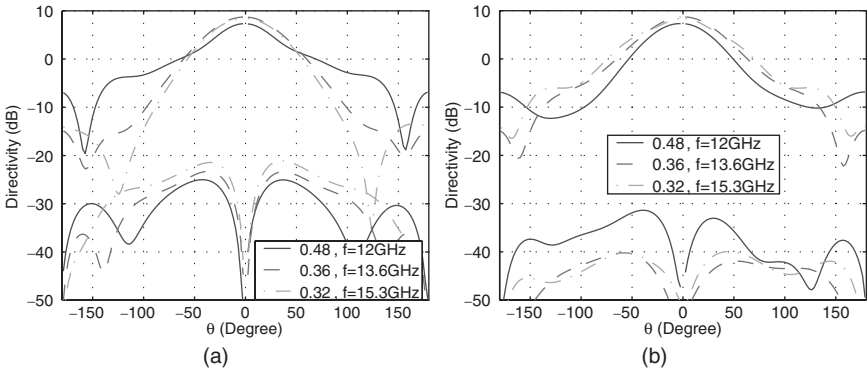 10
0
−10
−20
−30
−40
−50
Directivity (dB)
−150 −100 −50 0 50 100 150
θ (Degree)
0.48 , f=12GHz
0.36 , f=13.6GHz
0.32 , f=15.3GHz
(a)
10
0
−10
−20
−30
−40
−50
Directivity (dB)
0.48 , f=12GHz
0.36 , f=13.6GHz
0.32 , f=15.3GHz
−150 −100 −50 0 50 100 150
θ (Degree)
(b)